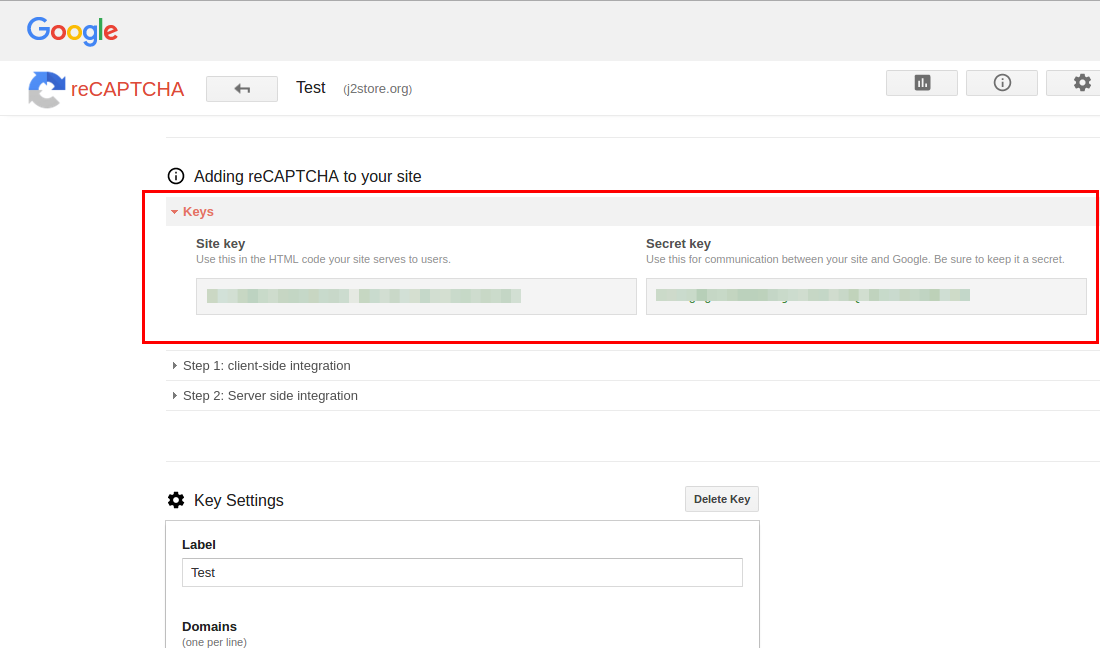 Google
reCAPTCHA Test (j2store.org)
Adding reCAPTCHA to your site
Keys
Site key
Use this in the HTML code your site serves to users.
Secret key
Use this for communication between your site and Google. Be sure to keep it a secret.
Step 1: client-side integration
Step 2: Server side integration
Key Settings
Delete Key
Label
Test
Domains
(one per line)